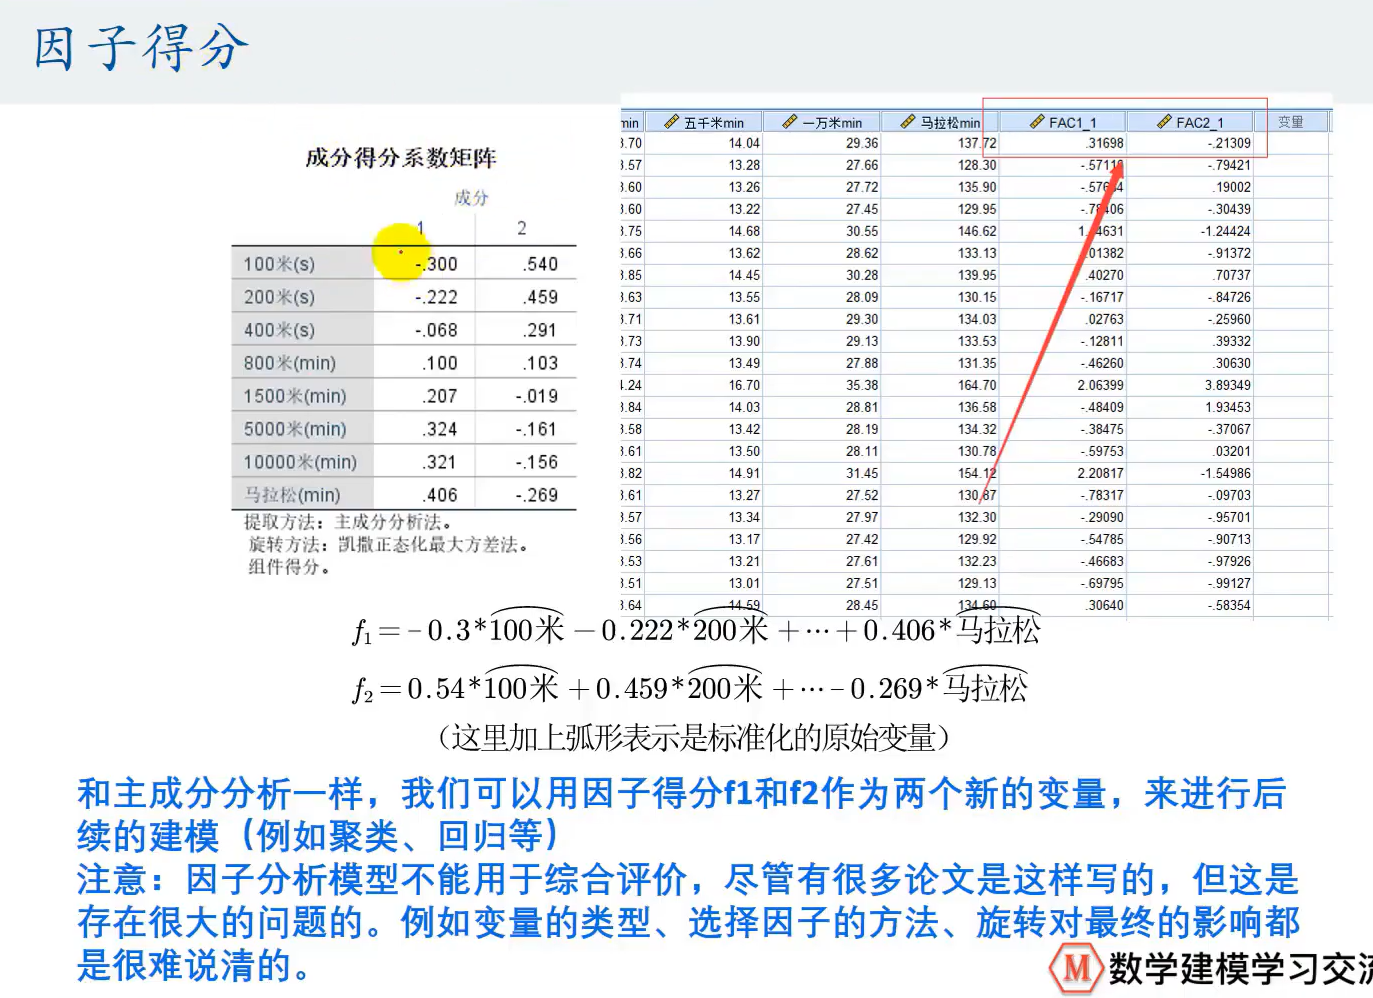 因子得分
成分得分系数矩阵
成分
1 2
100米(s) -.300 .540
200米(s) -.222 .459
400米(s) -.068 .291
800米(min) .100 .103
1500米(min) .207 -.019
5000米(min) .324 -.161
10000米(min) .321 -.156
马拉松(min) .406 -.269
提取方法：主成分分析法。
旋转方法：凯撒正态化最大方差法。
组件得分。
min 五千米min 一万米min 马拉松min FAC1_1 FAC2_1 变量
3.70 14.04 29.36 137.72 .31698 -.21309
3.57 13.28 27.66 128.30 -.5711 -.79421
3.60 13.26 27.72 135.90 -.576 4 .19002
3.60 13.22 27.45 129.95 -.78406 -.30439
3.75 14.68 30.55 146.62 1. 4631 -1.24424
3.66 13.62 28.62 133.13 .01382 -.91372
3.85 14.45 30.28 139.95 .40270 .70737
3.63 13.55 28.09 130.15 -.16717 -.84726
3.71 13.61 29.30 134.03 .02763 -.25960
3.73 13.90 29.13 133.53 -.12811 .39332
3.74 13.49 27.88 131.35 -.46260 .30630
4.24 16.70 35.38 164.70 2.06399 3.89349
3.84 14.03 28.81 136.58 -.48409 1.93453
3.58 13.42 28.19 134.32 -.38475 -.37067
3.61 13.50 28.11 130.78 -.59753 .03201
3.82 14.91 31.45 154.12 2.20817 -1.54986
3.61 13.27 27.52 130.87 -.78317 -.09703
3.57 13.34 27.97 132.30 -.29090 -.95701
3.56 13.17 27.42 129.92 -.54785 -.90713
3.53 13.21 27.61 132.23 -.46683 -.97926
3.51 13.01 27.51 129.13 -.69795 -.99127
3.64 14.59 28.45 134.60 .30640 -.58354
f₁=-0.3*100米-0.222*200米+⋯+0.406*马拉松
f₂=0.54*100米+0.459*200米+⋯-0.269*马拉松
（这里加上弧形表示是标准化的原始变量）
和主成分分析一样，我们可以用因子得分f1和f2作为两个新的变量，来进行后
续的建模（例如聚类、回归等）
注意：因子分析模型不能用于综合评价，尽管有很多论文是这样写的，但这是
存在很大的问题的。例如变量的类型、选择因子的方法、旋转对最终的影响都
是很难说清的。
M 数学建模学习交流